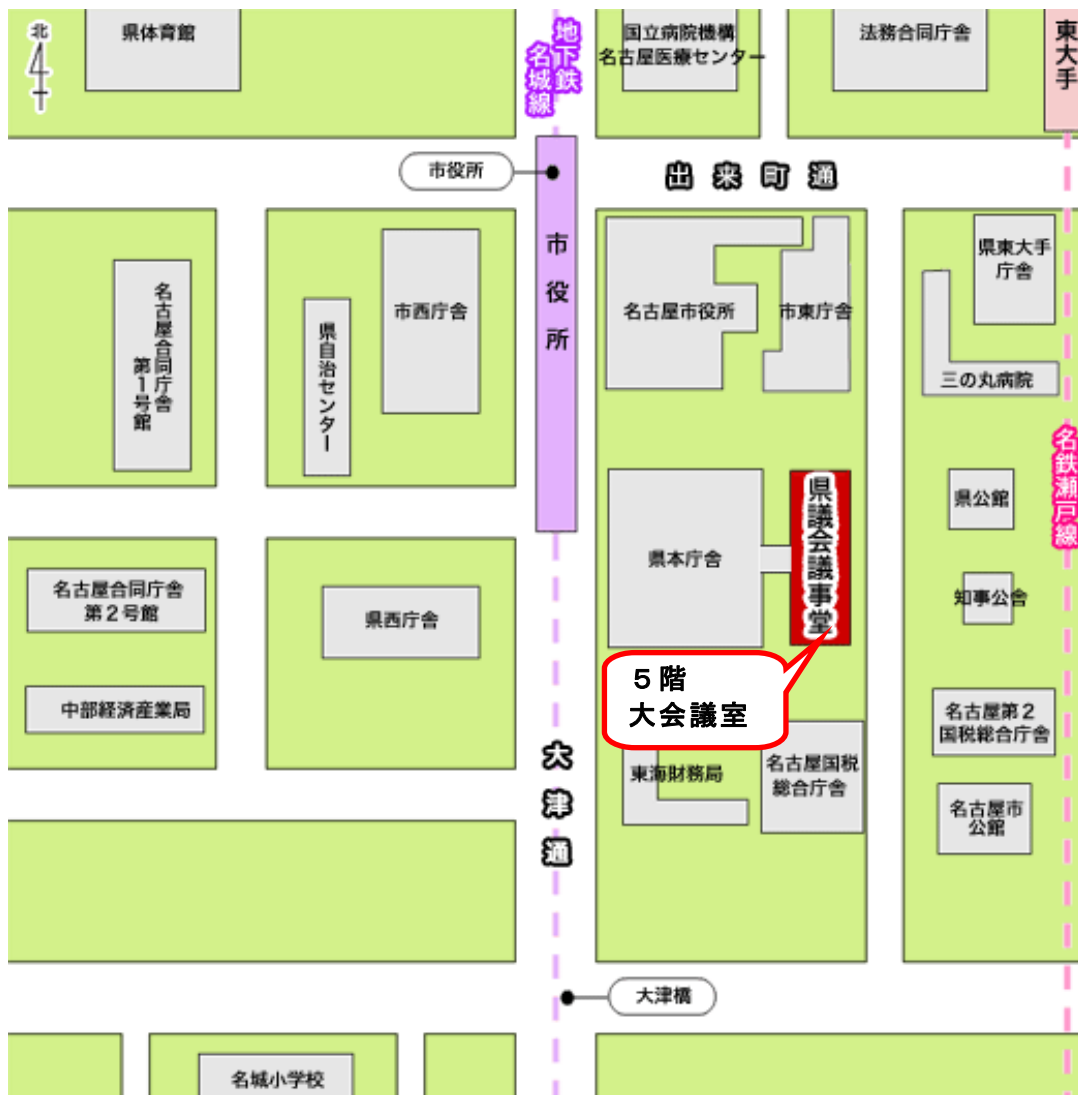 北
県体育館
地下鉄
名城線
国立病院機構
名古屋医療センター
法務合同庁舎
東大手
市役所
出来町通
市役所
名古屋合同庁舎
第1号館
県自治センター
市西庁舎
名古屋市役所
市東庁舎
県東大手
庁舎
三の丸病院
名鉄瀬戸線
県本庁舎
県議会議事堂
県公館
知事公舎
名古屋合同庁舎
第2号館
県西庁舎
中部経済産業局
5階
大会議室
大津通
東海財務局
名古屋国税
総合庁舎
名古屋第2
国税総合庁舎
名古屋市
公館
大津橋
名城小学校